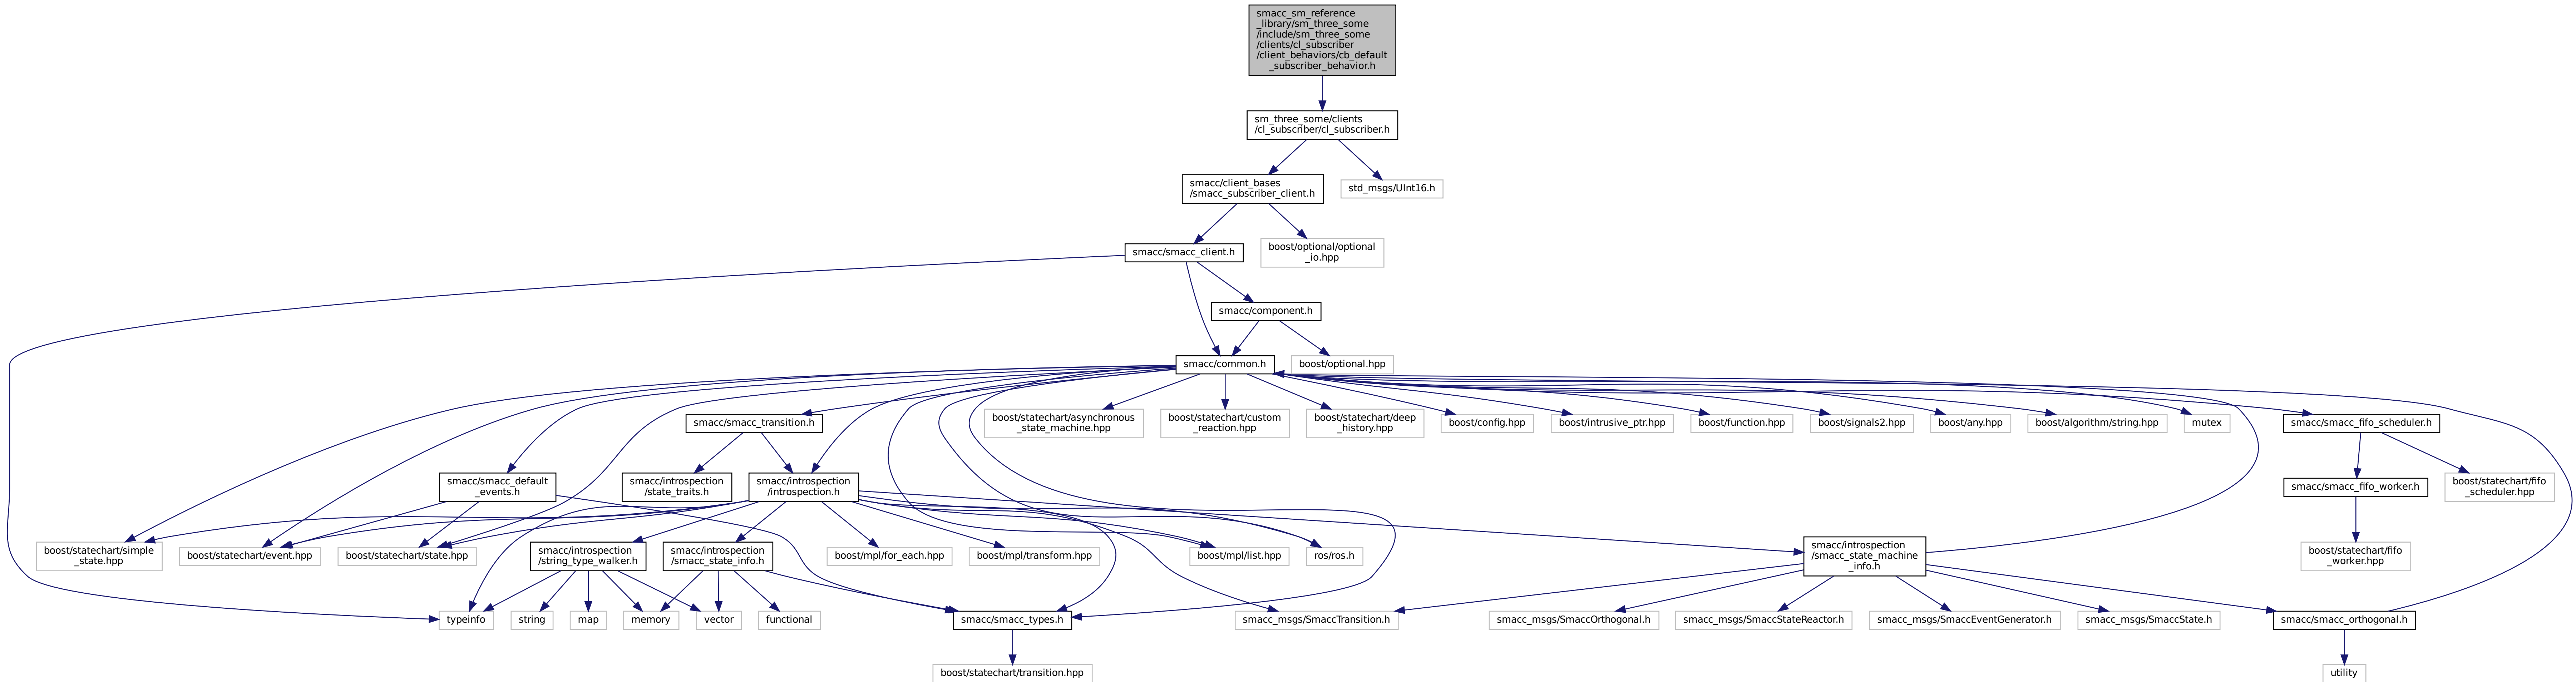 smacc_sm_reference
_library/sm_three_some
/include/sm_three_some
/clients/cl_subscriber
/client_behaviors/cb_default
_subscriber_behavior.h
sm_three_some/clients
/cl_subscriber/cl_subscriber.h
smacc/client_bases
/smacc_subscriber_client.h
std_msgs/UInt16.h
smacc/smacc_client.h
boost/optional/optional
_io.hpp
smacc/component.h
smacc/common.h
boost/optional.hpp
smacc/smacc_transition.h
boost/statechart/asynchronous
_state_machine.hpp
boost/statechart/custom
_reaction.hpp
boost/statechart/deep
_history.hpp
boost/config.hpp
boost/intrusive_ptr.hpp
boost/function.hpp
boost/signals2.hpp
boost/any.hpp
boost/algorithm/string.hpp
mutex
smacc/smacc_fifo_scheduler.h
smacc/smacc_default
_events.h
smacc/introspection
/state_traits.h
smacc/introspection
/introspection.h
smacc/smacc_fifo_worker.h
boost/statechart/fifo
_scheduler.hpp
boost/statechart/simple
_state.hpp
boost/statechart/event.hpp
boost/statechart/state.hpp
smacc/introspection
/string_type_walker.h
smacc/introspection
/smacc_state_info.h
boost/mpl/for_each.hpp
boost/mpl/transform.hpp
boost/mpl/list.hpp
ros/ros.h
smacc/introspection
/smacc_state_machine
_info.h
boost/statechart/fifo
_worker.hpp
typeinfo
string
map
memory
vector
functional
smacc/smacc_types.h
smacc_msgs/SmaccTransition.h
smacc_msgs/SmaccOrthogonal.h
smacc_msgs/SmaccStateReactor.h
smacc_msgs/SmaccEventGenerator.h
smacc_msgs/SmaccState.h
smacc/smacc_orthogonal.h
boost/statechart/transition.hpp
utility